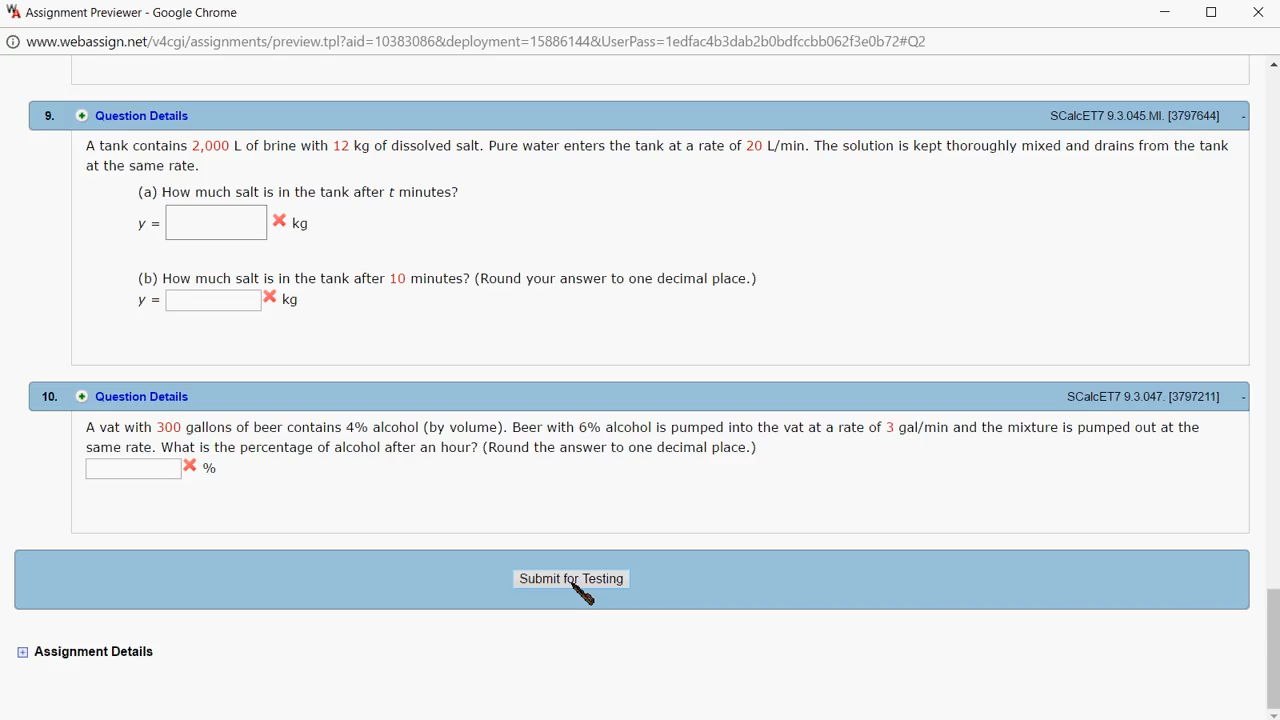 Assignment Previewer - Google Chrome
www.webassign.net/v4cgi/assignments/preview.tpl?aid=10383086&deployment=15886144&UserPass=1edfac4b3dab2b0bdfccbb062f3e0b72#Q2
9. Question Details SCalcET7 9.3.045.MI. [3797644] -
A tank contains 2,000 L of brine with 12 kg of dissolved salt. Pure water enters the tank at a rate of 20 L/min. The solution is kept thoroughly mixed and drains from the tank
at the same rate.
(a) How much salt is in the tank after t minutes?
y = kg
(b) How much salt is in the tank after 10 minutes? (Round your answer to one decimal place.)
y = kg
10. Question Details SCalcET7 9.3.047. [3797211] -
A vat with 300 gallons of beer contains 4% alcohol (by volume). Beer with 6% alcohol is pumped into the vat at a rate of 3 gal/min and the mixture is pumped out at the
same rate. What is the percentage of alcohol after an hour? (Round the answer to one decimal place.)
%
Submit for Testing
Assignment Details